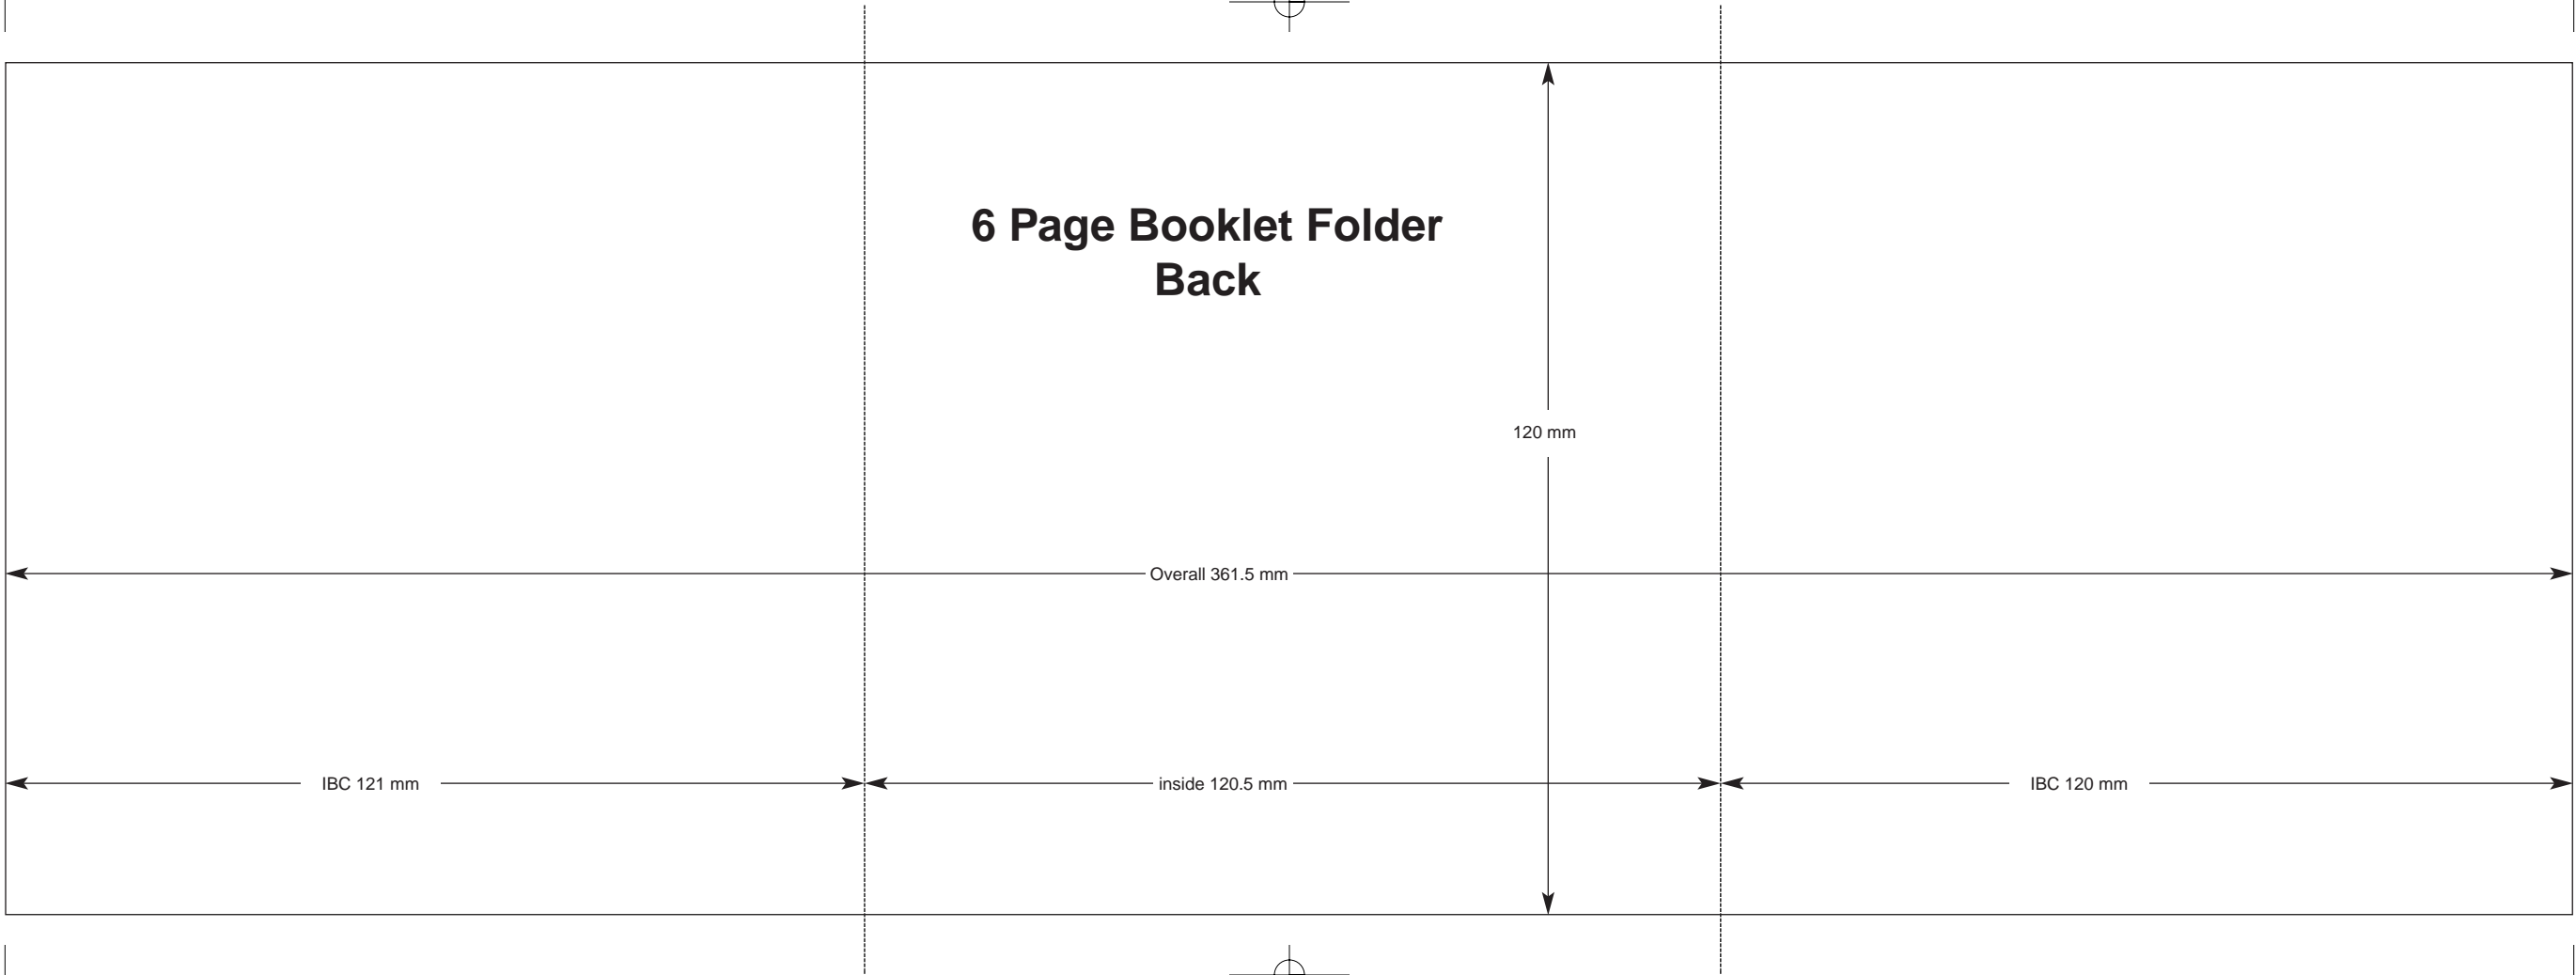 6 Page Booklet Folder
Back
120 mm
Overall 361.5 mm
IBC 121 mm
inside 120.5 mm
IBC 120 mm